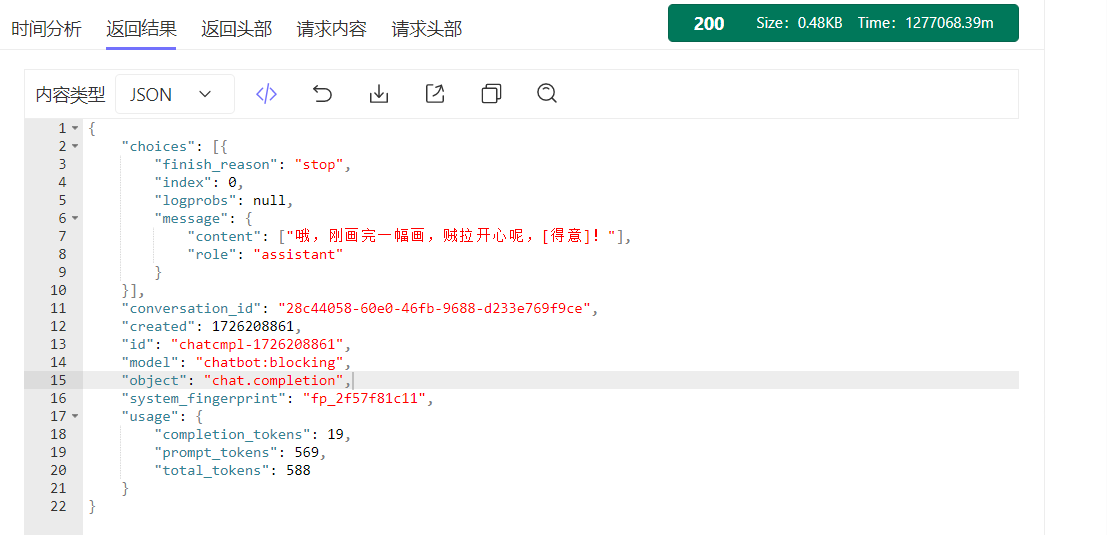 时间分析 返回结果 返回头部 请求内容 请求头部 200 Size：0.48KB Time：1277068.39m
内容类型 JSON
1 {
2 "choices": [{
3 "finish_reason": "stop",
4 "index": 0,
5 "logprobs": null,
6 "message": {
7 "content": ["哦，刚画完一幅画，贼拉开心呢，[得意]！"],
8 "role": "assistant"
9 }
10 }],
11 "conversation_id": "28c44058-60e0-46fb-9688-d233e769f9ce",
12 "created": 1726208861,
13 "id": "chatcmpl-1726208861",
14 "model": "chatbot:blocking",
15 "object": "chat.completion",
16 "system_fingerprint": "fp_2f57f81c11",
17 "usage": {
18 "completion_tokens": 19,
19 "prompt_tokens": 569,
20 "total_tokens": 588
21 }
22 }